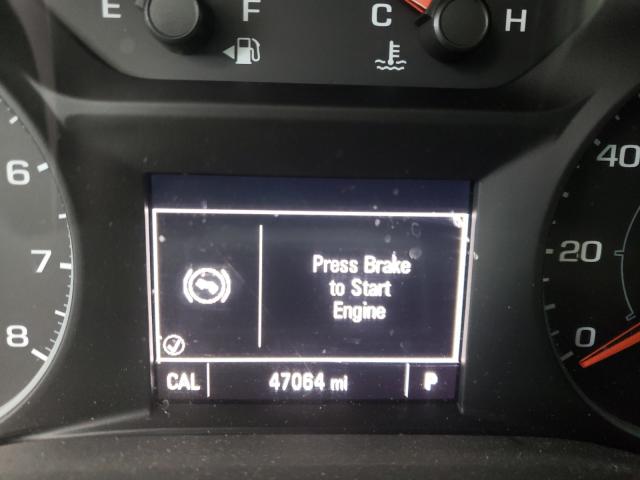 E F C H
6
7
8
40
20
0
Press Brake
to Start
Engine
CAL 47064 mi P